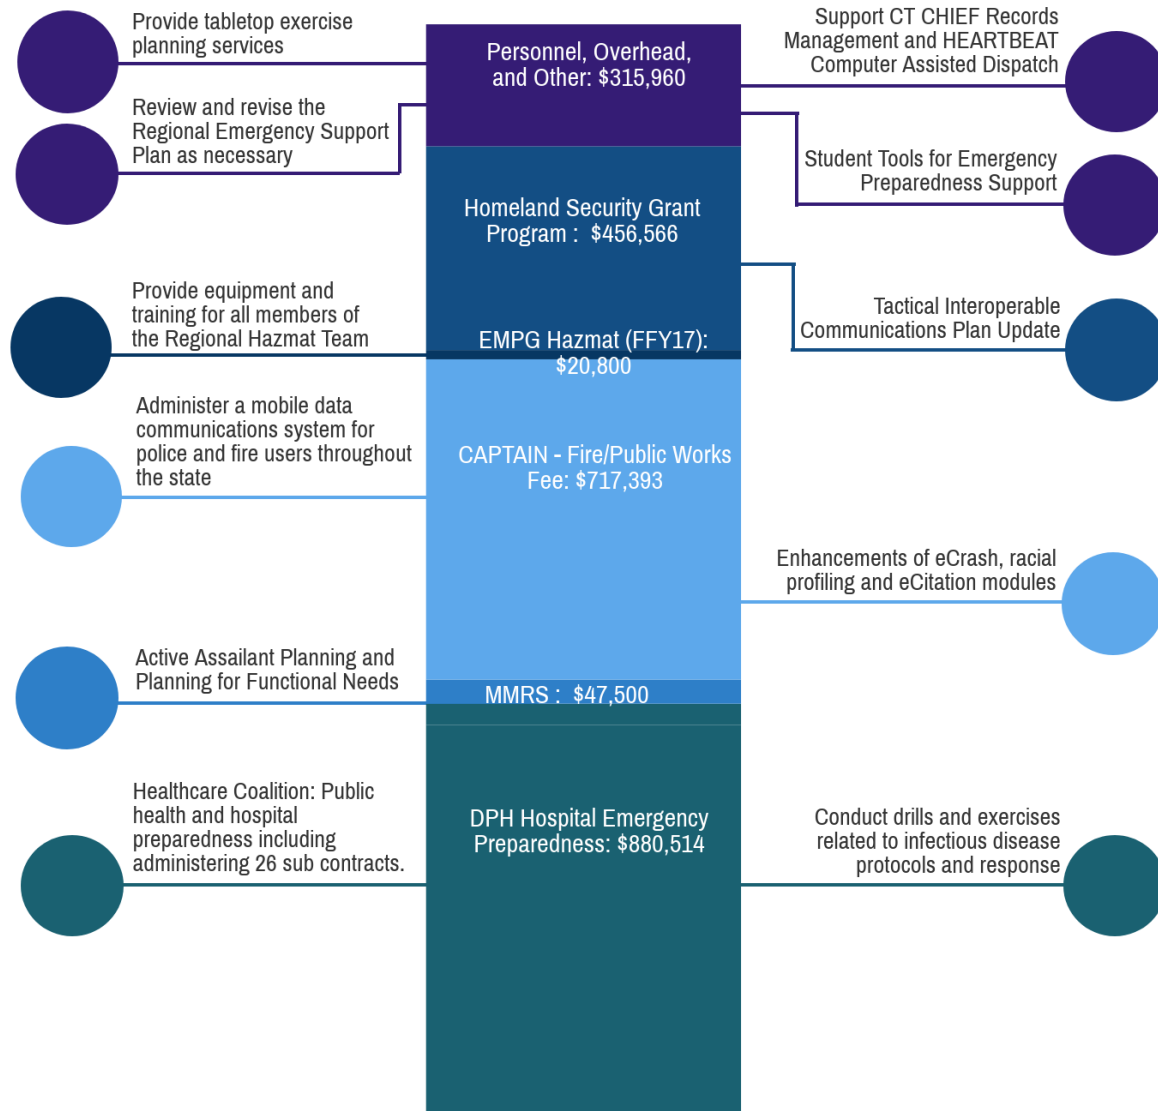 Provide tabletop exercise
planning services
Review and revise the
Regional Emergency Support
Plan as necessary
Provide equipment and
training for all members of
the Regional Hazmat Team
Administer a mobile data
communications system for
police and fire users throughout
the state
Active Assailant Planning and
Planning for Functional Needs
Healthcare Coalition: Public
health and hospital
preparedness including
administering 26 sub contracts.
Personnel, Overhead,
and Other: $315,960
Homeland Security Grant
Program :  $456,566
EMPG Hazmat (FFY17):
$20,800
CAPTAIN - Fire/Public Works
Fee: $717,393
MMRS :  $47,500
DPH Hospital Emergency
Preparedness: $880,514
Support CT CHIEF Records
Management and HEARTBEAT
Computer Assisted Dispatch
Student Tools for Emergency
Preparedness Support
Tactical Interoperable
Communications Plan Update
Enhancements of eCrash, racial
profiling and eCitation modules
Conduct drills and exercises
related to infectious disease
protocols and response